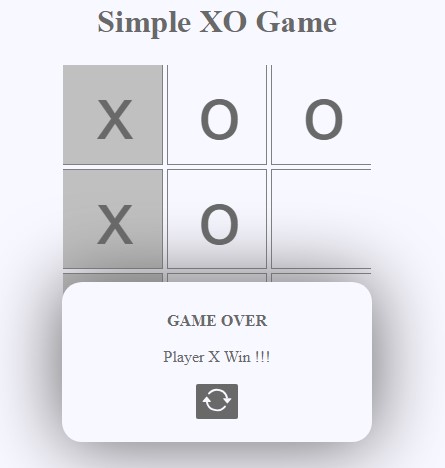 Simple XO Game
X O O
X O
GAME OVER
Player X Win !!!